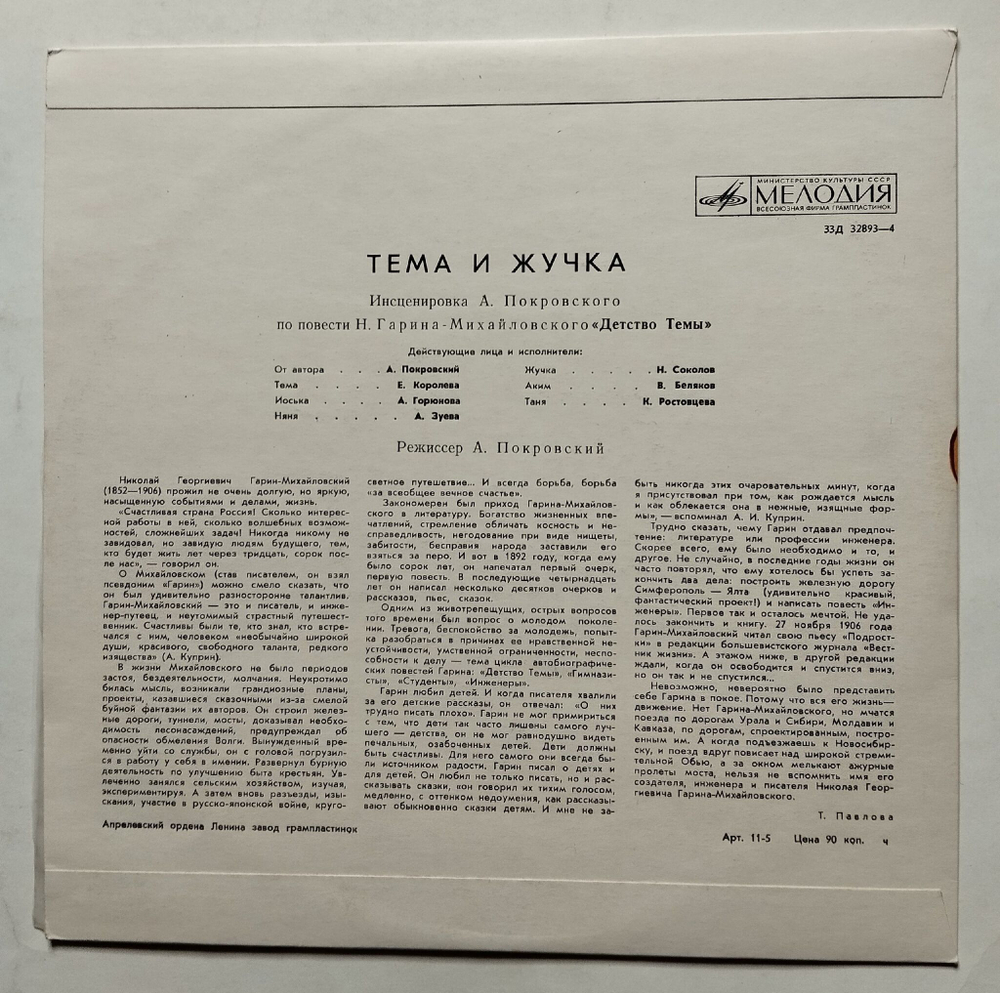 МИНИСТЕРСТВО КУЛЬТУРЫ СССР
МЕЛОДИЯ
ВСЕСОЮЗНАЯ ФИРМА ГРАМПЛАСТИНОК
33Д 32893—4
ТЕМА И ЖУЧКА
Инсценировка А. Покровского
по повести Н. Гарина-Михайловского «Детство Темы»
Действующие лица и исполнители:
От автора . . . А. Покровский
Тема . . . . Е. Королева
Иоська . . . . А. Горюнова
Няня . . . . . А. Зуева
Жучка . . . . . Н. Соколов
Аким . . . . В. Беляков
Таня . . . . К. Ростовцева
Режиссер А. Покровский
Николай Георгиевич Гарин-Михайловский
(1852—1906) прожил не очень долгую, но яркую,
насыщенную событиями и делами, жизнь.
«Счастливая страна Россия! Сколько интерес-
ной работы в ней, сколько волшебных возмож-
ностей, сложнейших задач! Никогда никому не
завидовал, но завидую людям будущего, тем,
кто будет жить лет через тридцать, сорок пос-
ле нас», — говорил он.
О Михайловском (став писателем, он взял
псевдоним «Гарин») можно смело сказать, что
он был удивительно разносторонне талантлив.
Гарин-Михайловский — это и писатель, и инже-
нер-путеец, и неутомимый страстный путешест-
венник. Счастливы были те, кто знал, кто встре-
чался с ним, человеком «необычайно широкой
души, красивого, свободного таланта, редкого
изящества» (А. Куприн).
В жизни Михайловского не было периодов
застоя, бездеятельности, молчания. Неукротимо
билась мысль, возникали грандиозные планы,
проекты, казавшиеся сказочными из-за смелой
буйной фантазии их авторов. Он строил желез-
ные дороги, туннели, мосты, доказывал необхо-
димость лесонасаждений, предупреждал об
опасности обмеления Волги. Вынужденный вре-
менно уйти со службы, он с головой погрузил-
ся в работу у себя в имении. Развернул бурную
деятельность по улучшению быта крестьян. Ув-
леченно занялся сельским хозяйством, изучая,
экспериментируя. А затем вновь разъезды, изы-
скания, участие в русско-японской войне, круго-
светное путешетвие... И всегда борьба, борьба
«за всеобщее вечное счастье».
Закономерен был приход Гарина-Михайловс-
кого в литературу. Богатство жизненных впе-
чатлений, стремление обличать косность и не-
справедливость, негодование при виде нищеты,
забитости, бесправия народа заставили его
взяться за перо. И вот в 1892 году, когда ему
было сорок лет, он напечатал первый очерк,
первую повесть. В последующие четырнадцать
лет он написал несколько десятков очерков и
рассказов, пьес, сказок.
Одним из животрепещущих, острых вопросов
того времени был вопрос о молодом поколе-
нии. Тревога, беспокойство за молодежь, попыт-
ка разобраться в причинах ее нравственной не-
устойчивости, умственной ограниченности, неспо-
собности к делу — тема цикла автобиографиче-
ских повестей Гарина: «Детство Темы», «Гимнази-
сты», «Студенты», «Инженеры».
Гарин любил детей. И когда писателя хвалили
за его детские рассказы, он отвечал: «О них
трудно писать плохо». Гарин не мог примириться
с тем, что дети так часто лишены самого луч-
шего — детства, он не мог равнодушно видеть
печальных, озабоченных детей. Дети должны
быть счастливы. Для него самого они всегда бы-
ли источником радости. Гарин писал о детях и
для детей. Он любил не только писать, но и рас-
сказывать сказки, «он говорил их тихим голосом,
медленно, с оттенком недоумения, как рассказы-
вают обыкновенно сказки детям. И мне не за-
быть никогда этих очаровательных минут, когда
я присутствовал при том, как рождается мысль
и как облекается она в нежные, изящные фор-
мы», — вспоминал А. И. Куприн.
Трудно сказать, чему Гарин отдавал предпоч-
тение: литературе или профессии инженера.
Скорее всего, ему было необходимо и то, и
другое. Не случайно, в последние годы жизни он
часто повторял, что ему хотелось бы успеть за-
кончить два дела: построить железную дорогу
Симферополь — Ялта (удивительно красивый,
фантастический проект!) и написать повесть «Ин-
женеры». Первое так и осталось мечтой. Не уда-
лось закончить и книгу. 27 ноября 1906 года
Гарин-Михайловский читал свою пьесу «Подрост-
ки» в редакции большевистского журнала «Вест-
ник жизни». А этажом ниже, в другой редакции
ждали, когда он освободится и спустится вниз,
но он так и не спустился...
Невозможно, невероятно было представить
себе Гарина в покое. Потому что вся его жизнь—
движение. Нет Гарина-Михайловского, но мчатся
поезда по дорогам Урала и Сибири, Молдавии и
Кавказа, по дорогам, спроектированным, постро-
енным им. А когда подъезжаешь к Новосибир-
ску, и поезд вдруг повисает над широкой стреми-
тельной Обью, а за окном мелькают ажурные
пролеты моста, нельзя не вспомнить имя его
создателя, инженера и писателя Николая Геор-
гиевича Гарина-Михайловского.
Т. Павлова
Апрелевский ордена Ленина завод грампластинок
Арт. 11-5 Цена 90 коп. ч